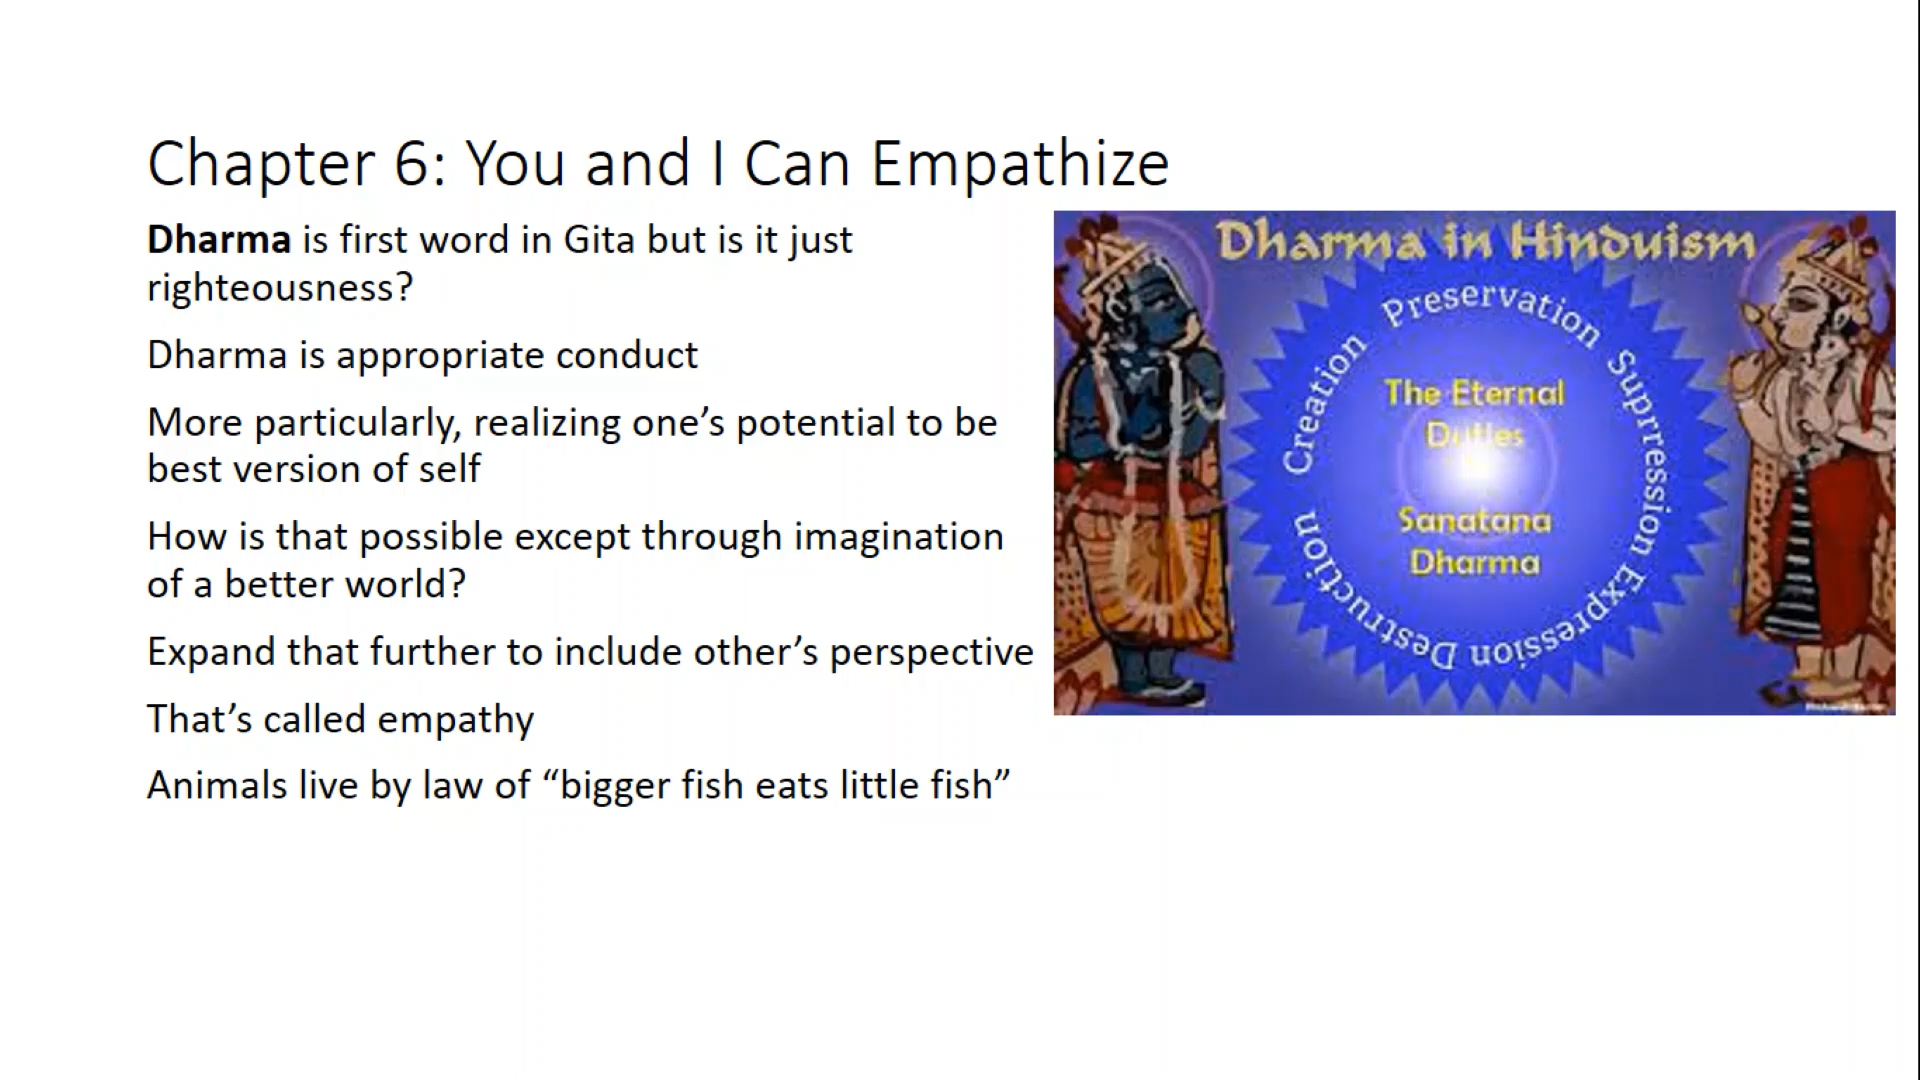 Chapter 6: You and I Can Empathize
Dharma is first word in Gita but is it just
righteousness?
Dharma is appropriate conduct
More particularly, realizing one’s potential to be
best version of self
How is that possible except through imagination
of a better world?
Expand that further to include other’s perspective
That’s called empathy
Animals live by law of “bigger fish eats little fish”
Dharma in Hinduism
Creation Preservation Supression Expression Destruction
The Eternal
Duties
Sanatana
Dharma